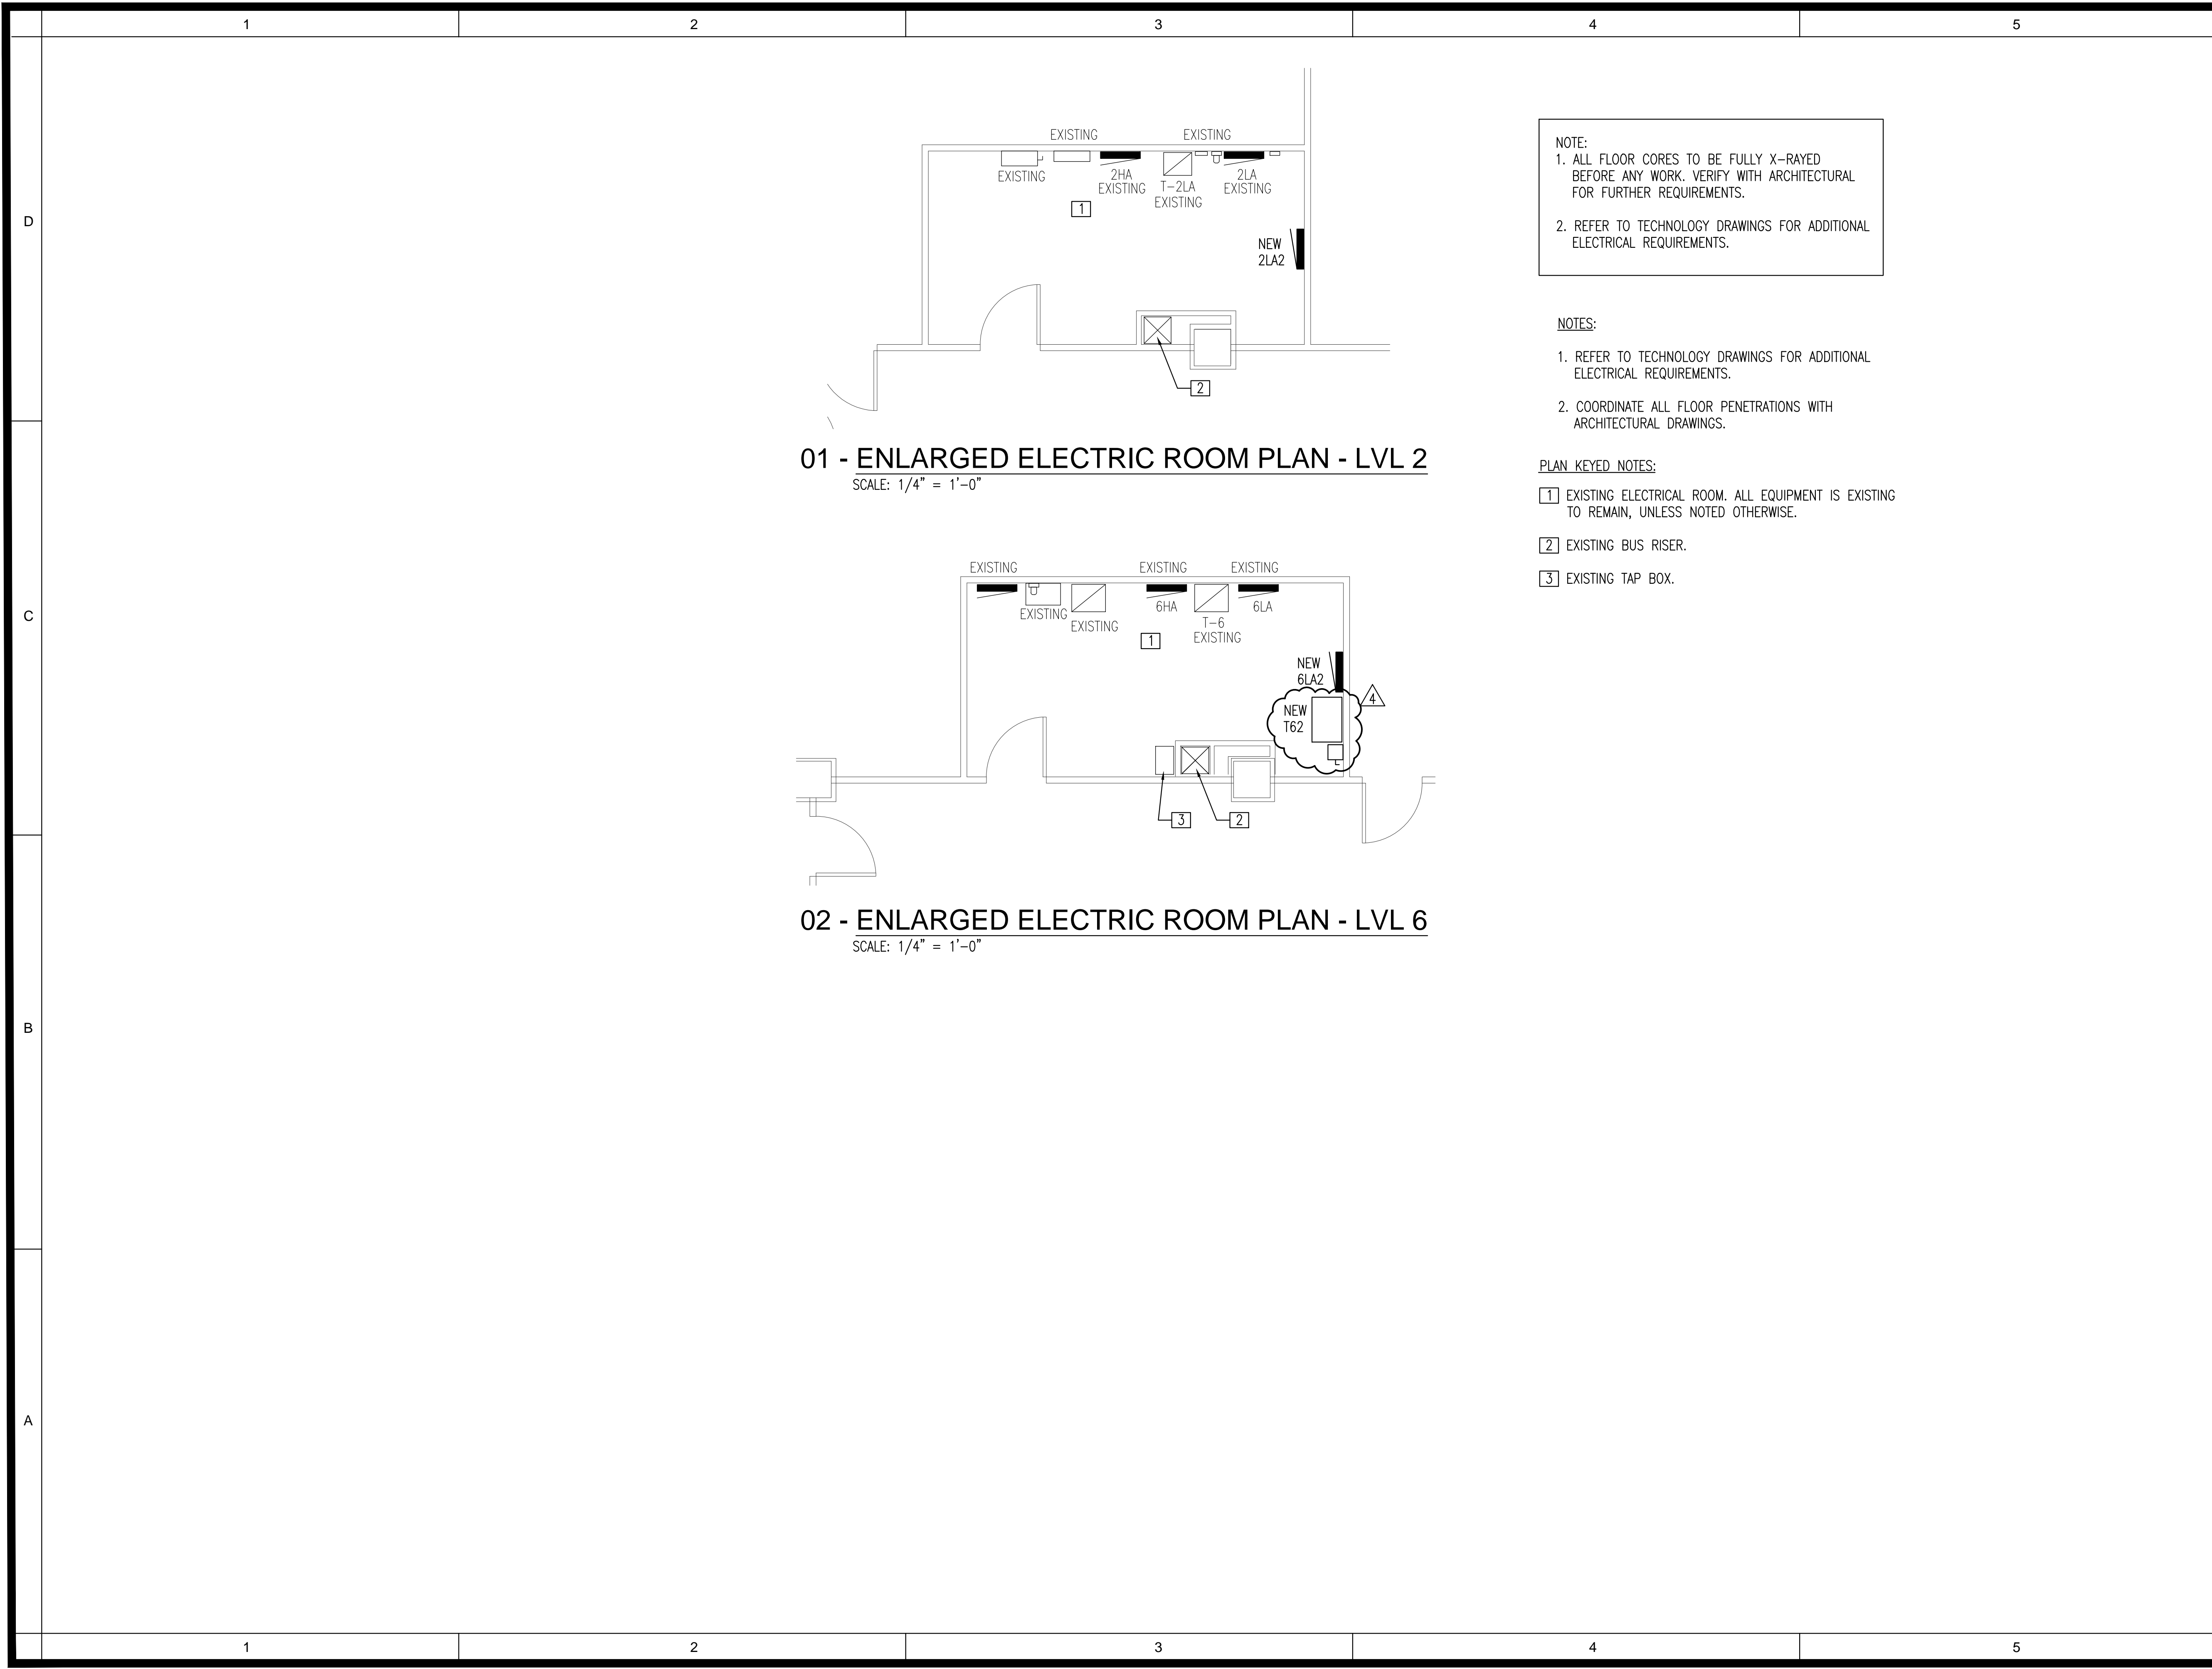 1 2 3 4 5
D
C
B
A
EXISTING EXISTING
EXISTING
2HA
EXISTING
T-2LA
EXISTING
2LA
EXISTING
1
NEW
2LA2
2
01 - ENLARGED ELECTRIC ROOM PLAN - LVL 2
SCALE: 1/4" = 1'-0"
EXISTING EXISTING EXISTING
EXISTING
EXISTING
6HA
T-6
EXISTING
6LA
1
NEW
6LA2
4
NEW
T62
3
2
02 - ENLARGED ELECTRIC ROOM PLAN - LVL 6
SCALE: 1/4" = 1'-0"
NOTE:
1. ALL FLOOR CORES TO BE FULLY X-RAYED
BEFORE ANY WORK. VERIFY WITH ARCHITECTURAL
FOR FURTHER REQUIREMENTS.
2. REFER TO TECHNOLOGY DRAWINGS FOR ADDITIONAL
ELECTRICAL REQUIREMENTS.
NOTES:
1. REFER TO TECHNOLOGY DRAWINGS FOR ADDITIONAL
ELECTRICAL REQUIREMENTS.
2. COORDINATE ALL FLOOR PENETRATIONS WITH
ARCHITECTURAL DRAWINGS.
PLAN KEYED NOTES:
1 EXISTING ELECTRICAL ROOM. ALL EQUIPMENT IS EXISTING
TO REMAIN, UNLESS NOTED OTHERWISE.
2 EXISTING BUS RISER.
3 EXISTING TAP BOX.
1 2 3 4 5